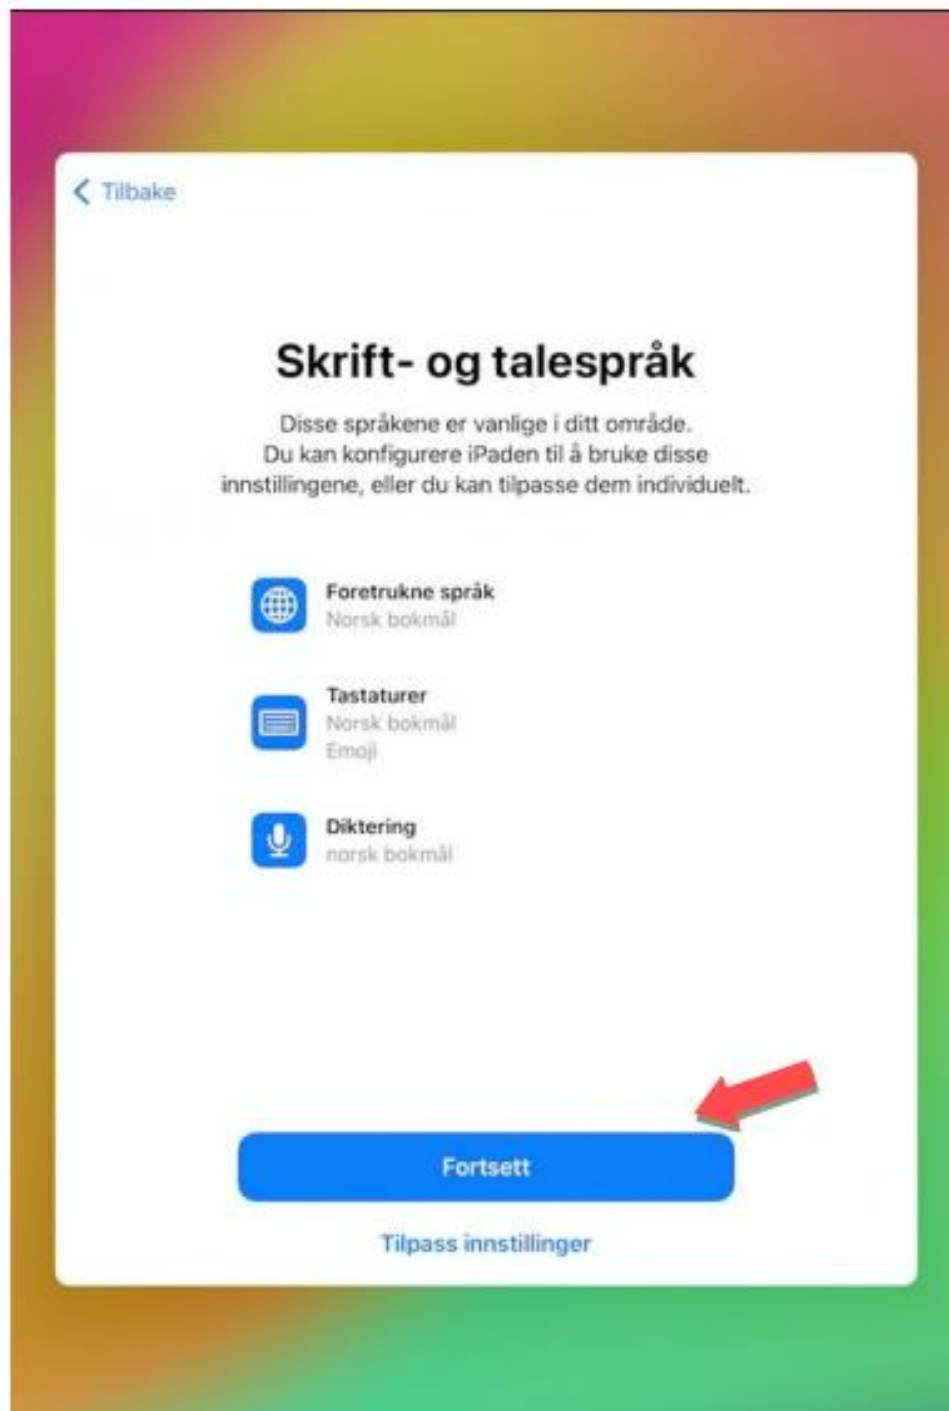 Tilbake
Skrift- og talespråk
Disse språkene er vanlige i ditt område.
Du kan konfigurere iPaden til å bruke disse
innstillingene, eller du kan tilpasse dem individuelt.
Foretrukne språk
Norsk bokmål
Tastaturer
Norsk bokmål
Emoji
Diktering
norsk bokmål
Fortsett
Tilpass innstillinger